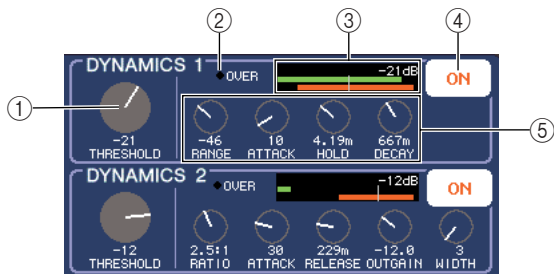 ② ③ ④
DYNAMICS 1
OVER
-21dB
ON
①
⑤
-21
THRESHOLD
-46 10 4.19m 667m
RANGE ATTACK HOLD DECAY
DYNAMICS 2
OVER
-12dB
ON
-12
THRESHOLD
2.5:1 30 229m -12.0 3
RATIO ATTACK RELEASE OUTGAIN WIDTH